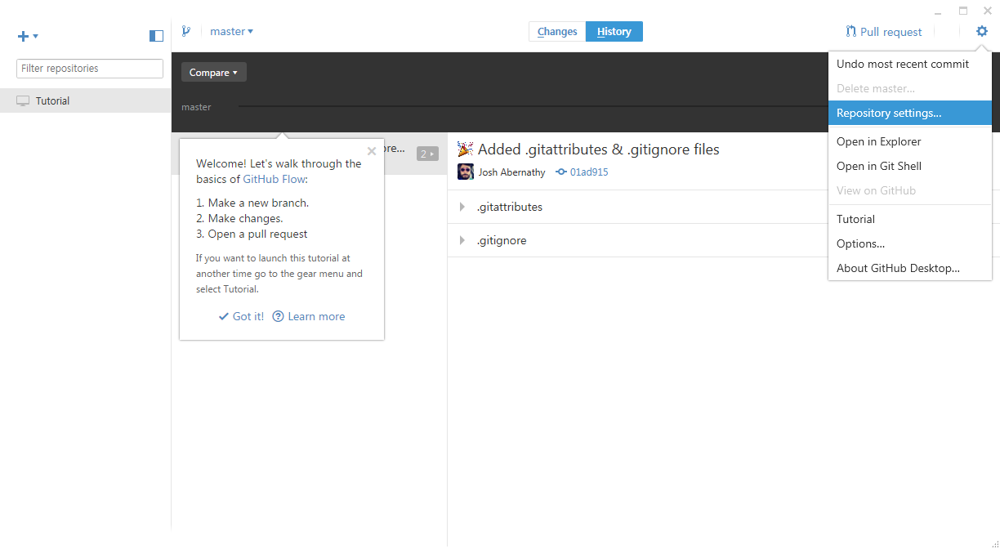 master
Changes
History
Pull request
Filter repositories
Tutorial
Compare
master
ore...
2
Welcome! Let's walk through the
basics of GitHub Flow:
1. Make a new branch.
2. Make changes.
3. Open a pull request
If you want to launch this tutorial at
another time go to the gear menu and
select Tutorial.
Got it! Learn more
Added .gitattributes & .gitignore files
Josh Abernathy 01ad915
.gitattributes
.gitignore
Undo most recent commit
Delete master...
Repository settings...
Open in Explorer
Open in Git Shell
View on GitHub
Tutorial
Options...
About GitHub Desktop...